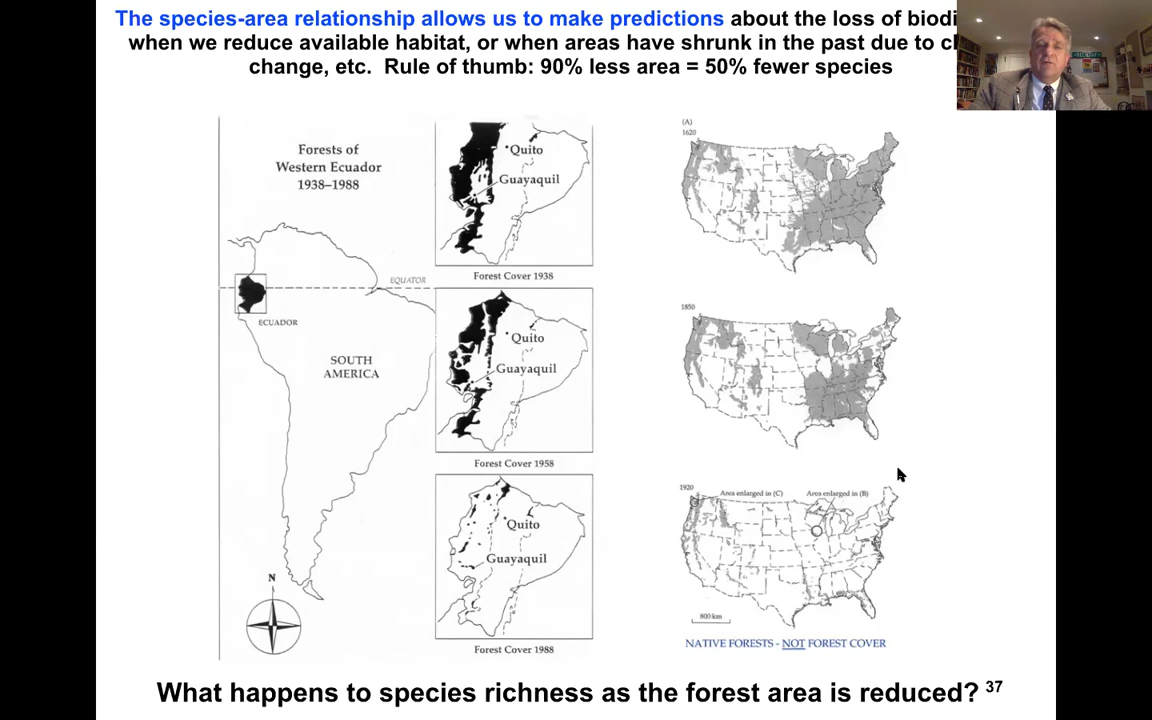 The species-area relationship allows us to make predictions about the loss of
when we reduce available habitat, or when areas have shrunk in the past due to
change, etc. Rule of thumb: 90% less area = 50% fewer species
Forests of
Western Ecuador
1938–1988
EQUATOR
ECUADOR
SOUTH
AMERICA
N
Quito
Guayaquil
Forest Cover 1938
Quito
Guayaquil
Forest Cover 1958
Quito
Guayaquil
Forest Cover 1988
(A)
1620
1850
1920
Area enlarged in (C) Area enlarged in (B)
800 km
NATIVE FORESTS - NOT FOREST COVER
What happens to species richness as the forest area is reduced? 37